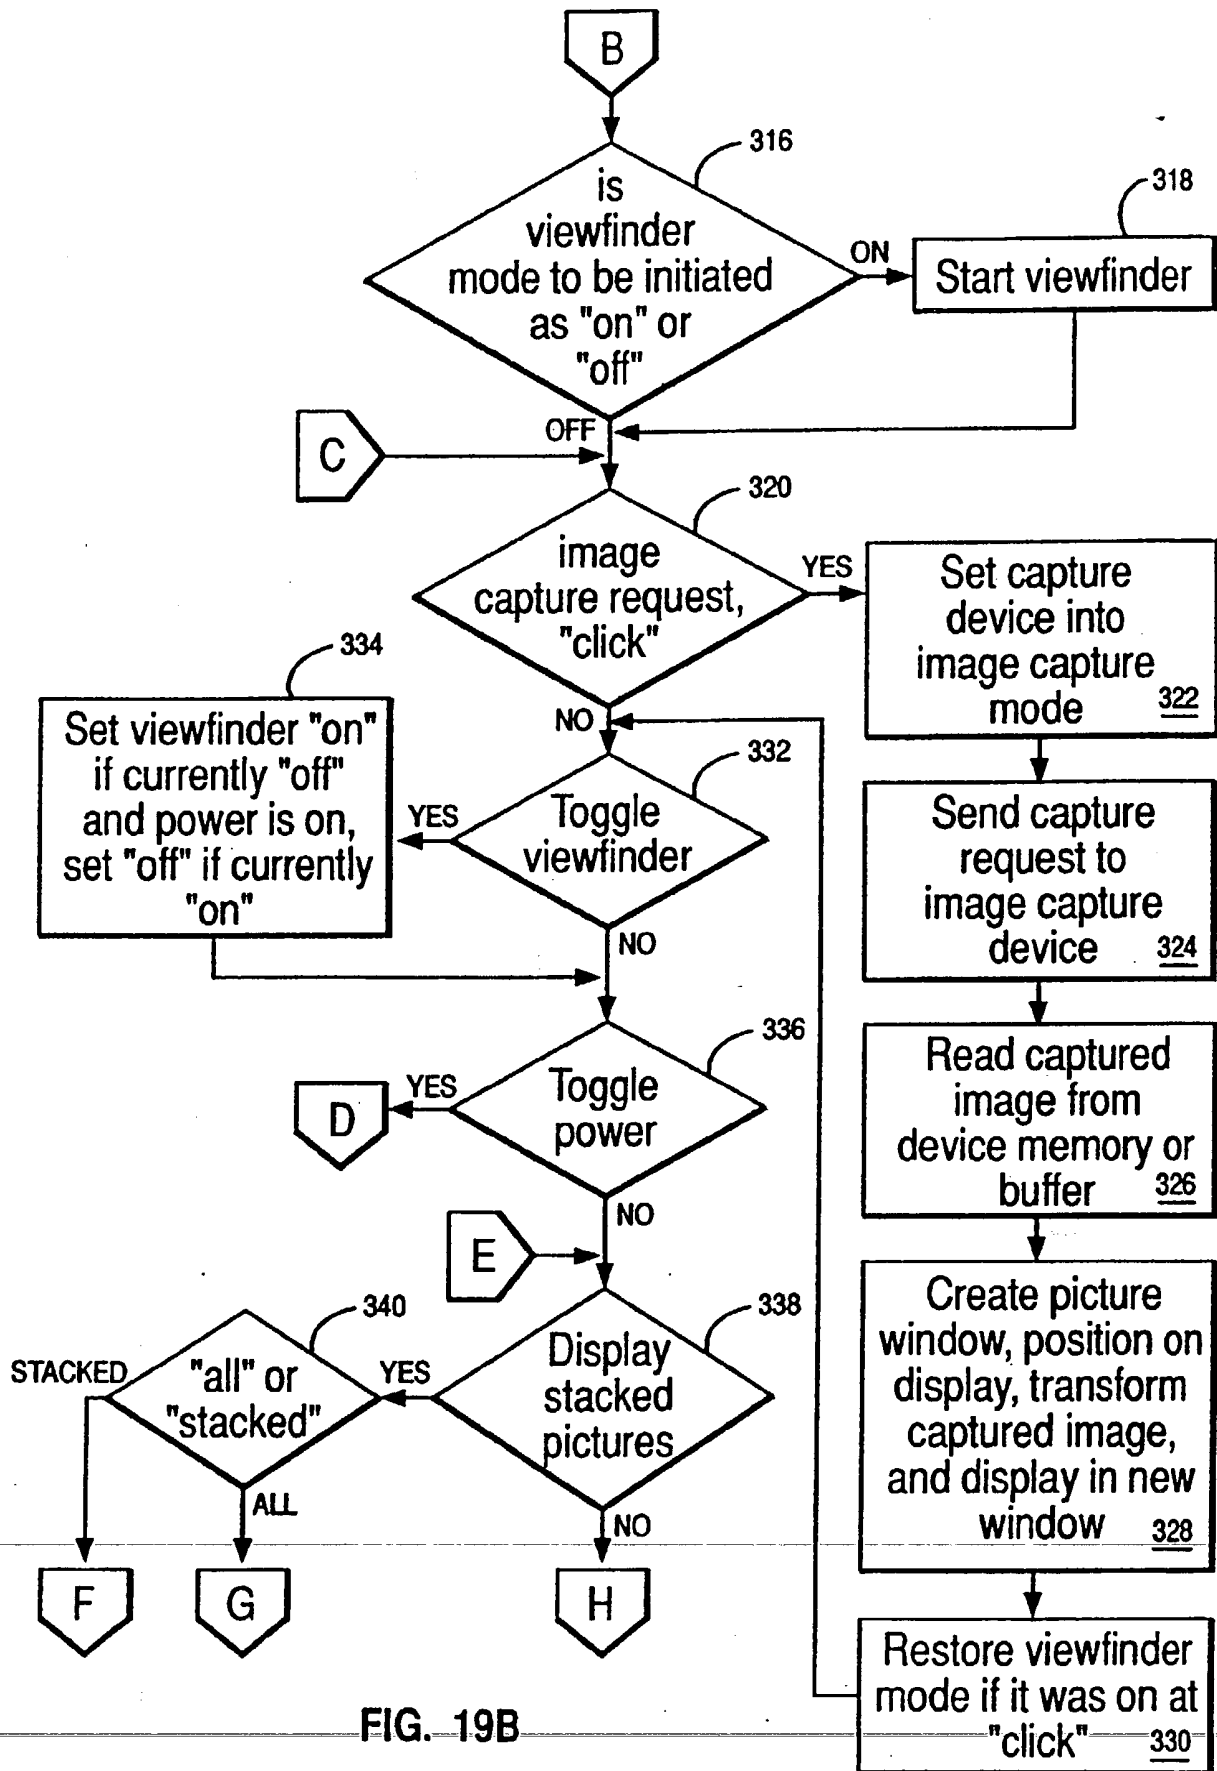 B
316
is
viewfinder
mode to be initiated
as "on" or
"off"
ON
318
Start viewfinder
OFF
C
320
image
capture request,
"click"
YES
Set capture
device into
image capture
mode 322
NO
334
Set viewfinder "on"
if currently "off"
and power is on,
set "off" if currently
"on"
332
Toggle
viewfinder
YES
NO
Send capture
request to
image capture
device 324
336
Toggle
power
YES
D
NO
Read captured
image from
device memory or
buffer 326
E
338
Display
stacked
pictures
YES
340
"all" or
"stacked"
STACKED
ALL
NO
Create picture
window, position on
display, transform
captured image,
and display in new
window 328
F
G
H
Restore viewfinder
mode if it was on at
"click" 330
FIG. 19B